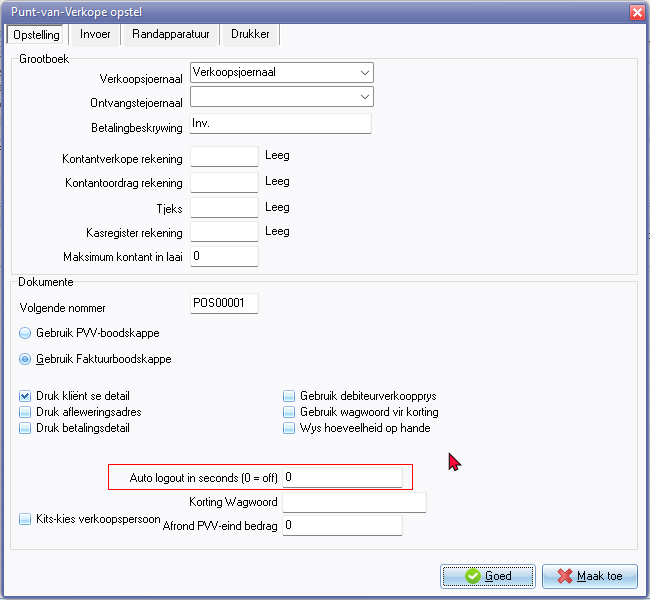 Punt-van-Verkope opstel
Opstelling Invoer Randapparatuur Drukker
Grootboek
Verkoopsjoernaal Verkoopsjoernaal
Ontvangstejoernaal
Betalingbeskrywing Inv.
Kontantverkope rekening Leeg
Kontantoordrag rekening Leeg
Tjeks Leeg
Kasregister rekening Leeg
Maksimum kontant in laai 0
Dokumente
Volgende nommer POS00001
Gebruik PVV-boodskappe
Gebruik Faktuurboodskappe
Druk kliënt se detail Gebruik debiteurverkoopprys
Druk afleweringsadres Gebruik wagwoord vir korting
Druk betalingsdetail Wys hoeveelheid op hande
Auto logout in seconds (0 = off) 0
Korting Wagwoord
Kits-kies verkoopspersoon Afrond PVV-eind bedrag 0
Goed Maak toe